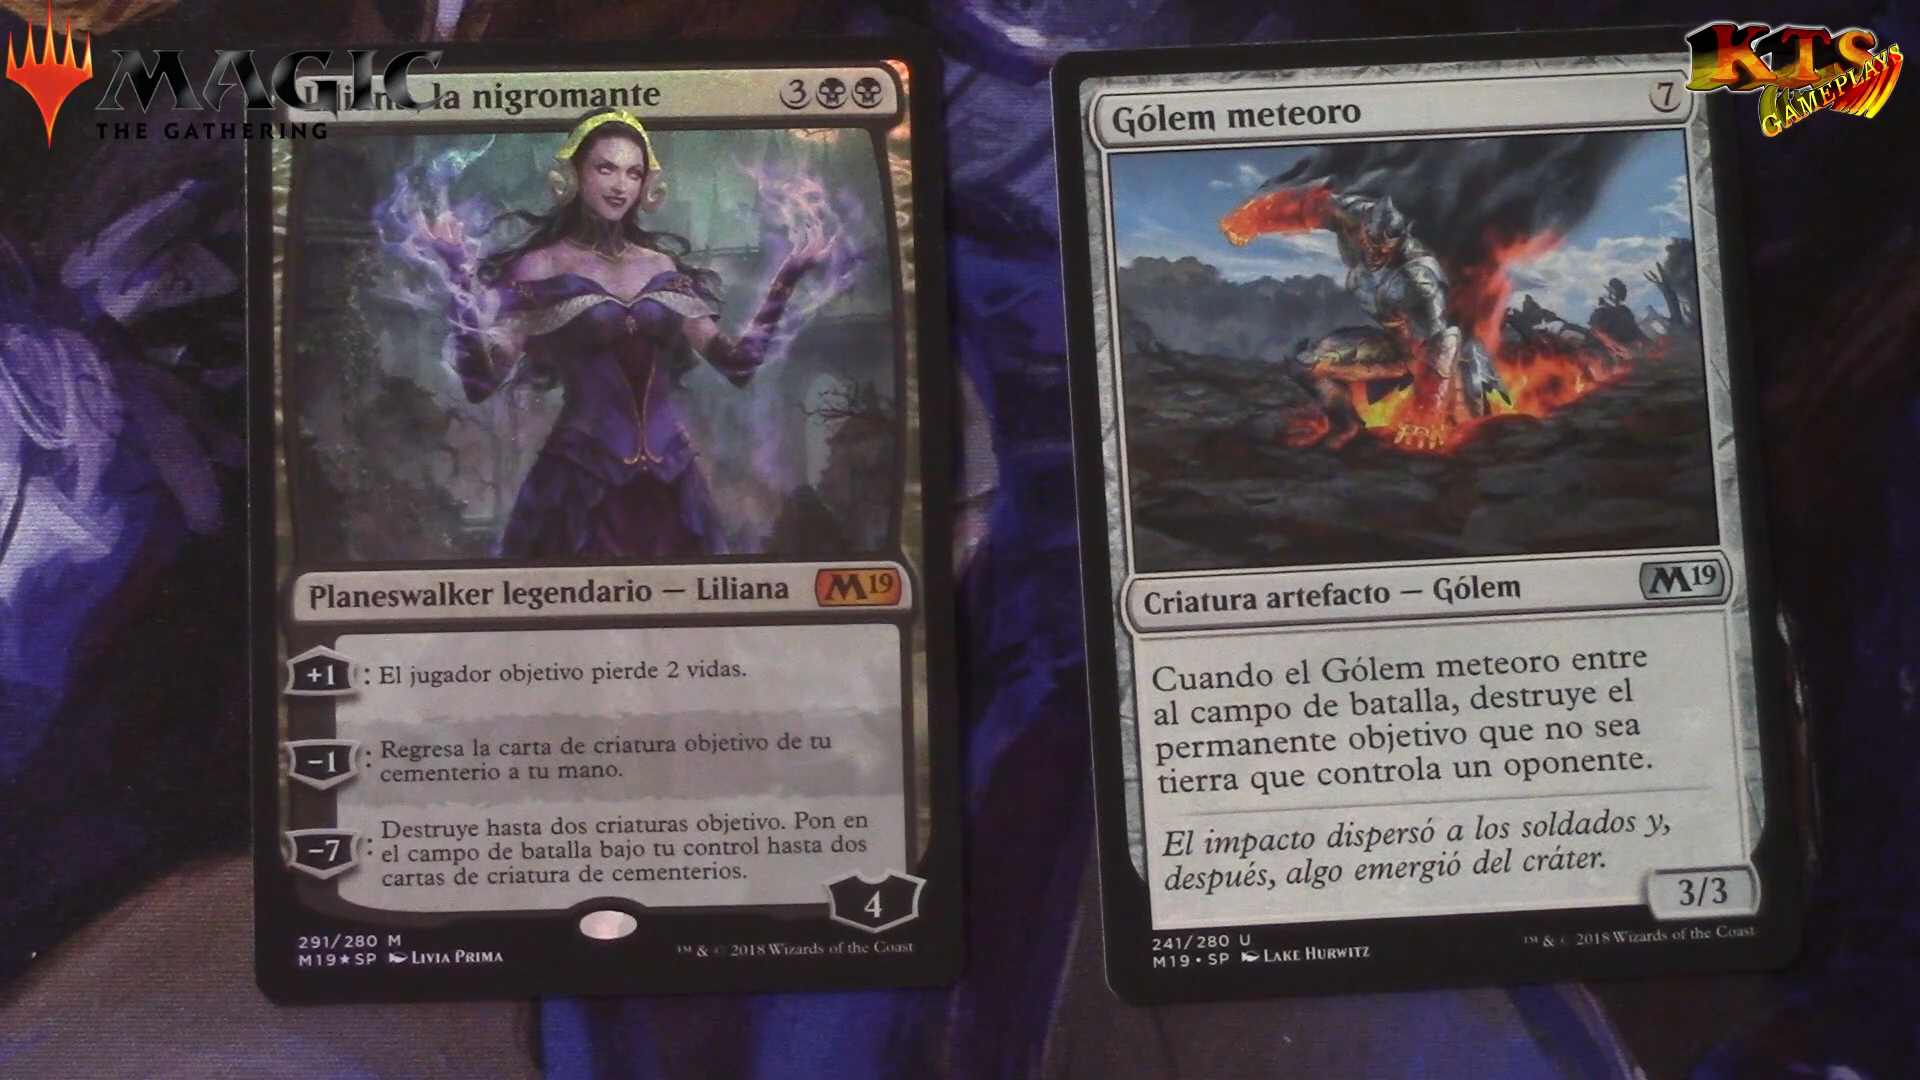 MAGIC
THE GATHERING
la nigromante
3
Planeswalker legendario — Liliana
M19
+1 : El jugador objetivo pierde 2 vidas.
−1 : Regresa la carta de criatura objetivo de tu
cementerio a tu mano.
−7 : Destruye hasta dos criaturas objetivo. Pon en
el campo de batalla bajo tu control hasta dos
cartas de criatura de cementerios.
4
291/280 M
M19★SP LIVIA PRIMA
™ & © 2018 Wizards of the Coast
KTS
GAMEPLAYS
Gólem meteoro
7
Criatura artefacto — Gólem
M19
Cuando el Gólem meteoro entre
al campo de batalla, destruye el
permanente objetivo que no sea
tierra que controla un oponente.
El impacto dispersó a los soldados y,
después, algo emergió del cráter.
3/3
241/280 U
M19•SP LAKE HURWITZ
™ & © 2018 Wizards of the Coast